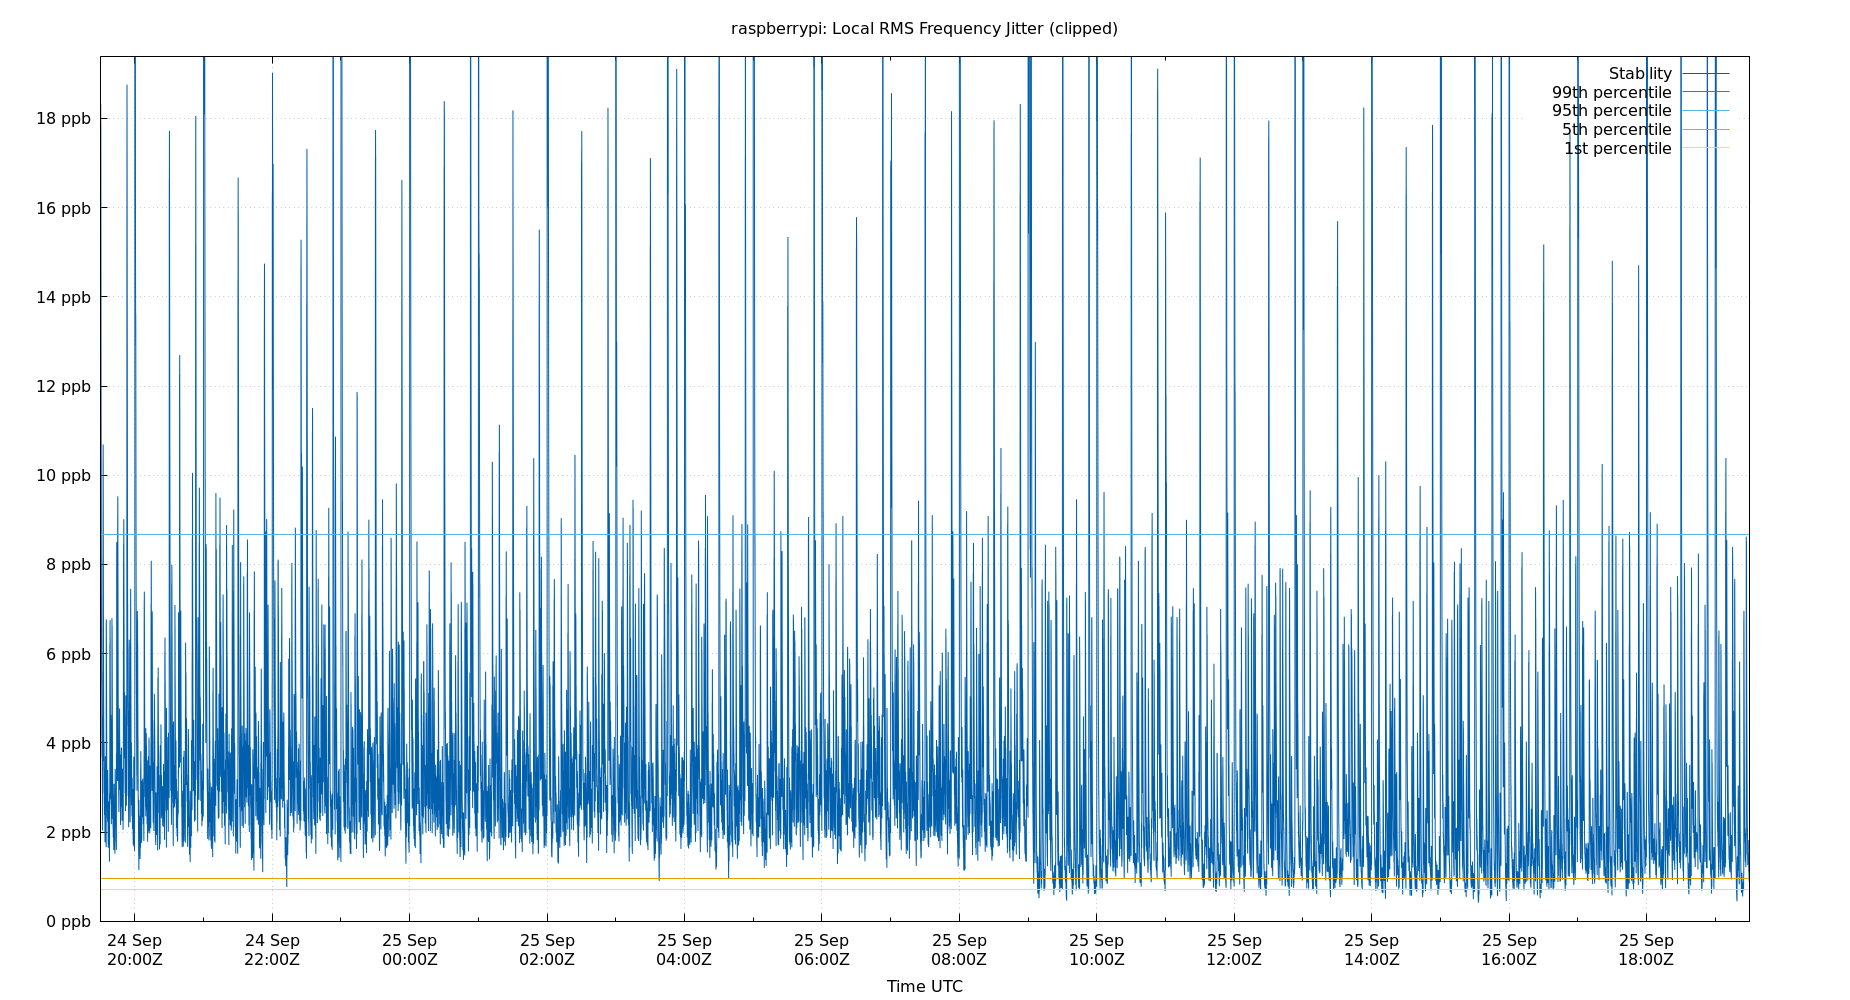 raspberrypi: Local RMS Frequency Jitter (clipped)
Stability
99th percentile
95th percentile
5th percentile
1st percentile
18 ppb
16 ppb
14 ppb
12 ppb
10 ppb
8 ppb
6 ppb
4 ppb
2 ppb
0 ppb
24 Sep 24 Sep 25 Sep 25 Sep 25 Sep 25 Sep 25 Sep 25 Sep 25 Sep 25 Sep 25 Sep 25 Sep
20:00Z 22:00Z 00:00Z 02:00Z 04:00Z 06:00Z 08:00Z 10:00Z 12:00Z 14:00Z 16:00Z 18:00Z
Time UTC